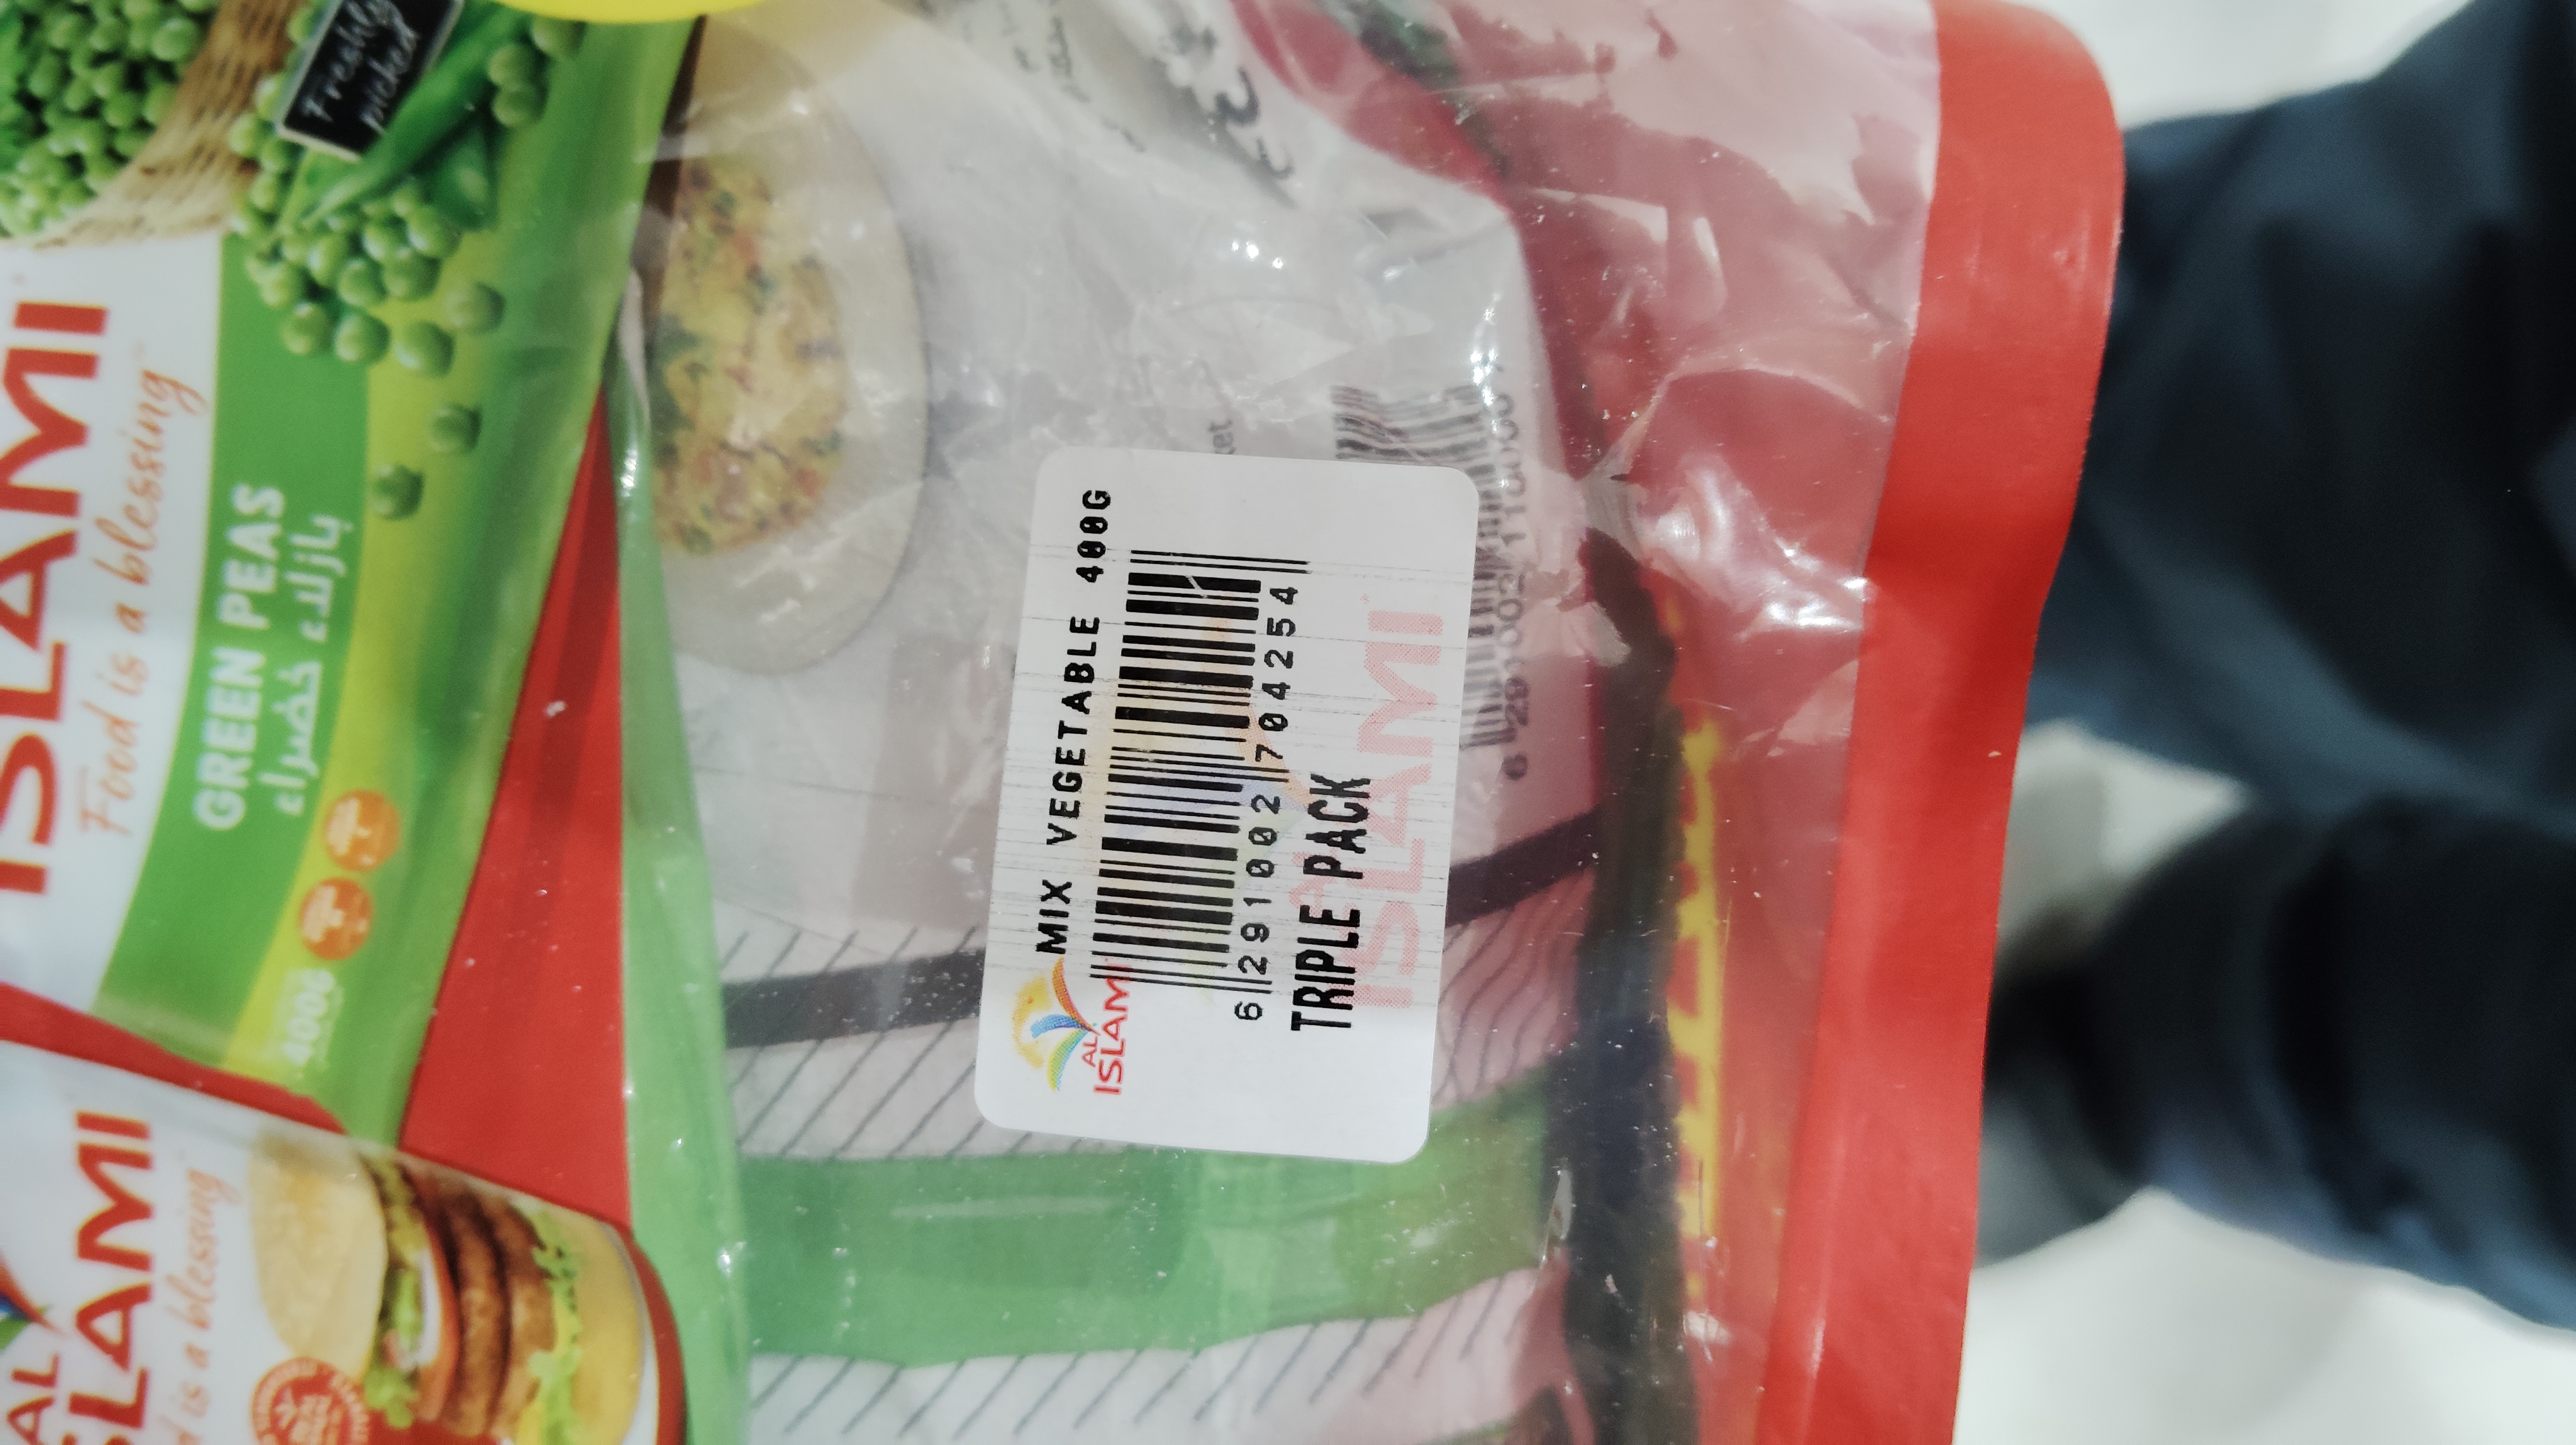 Freshly
picked
ISLAMI
Food is a blessing
GREEN PEAS
بازلاء خضراء
400G
AL
ISLAMI
is a blessing
AL
ISLAMI
MIX VEGETABLE 400G
6 291002 704254
TRIPLE PACK
ISLAMI